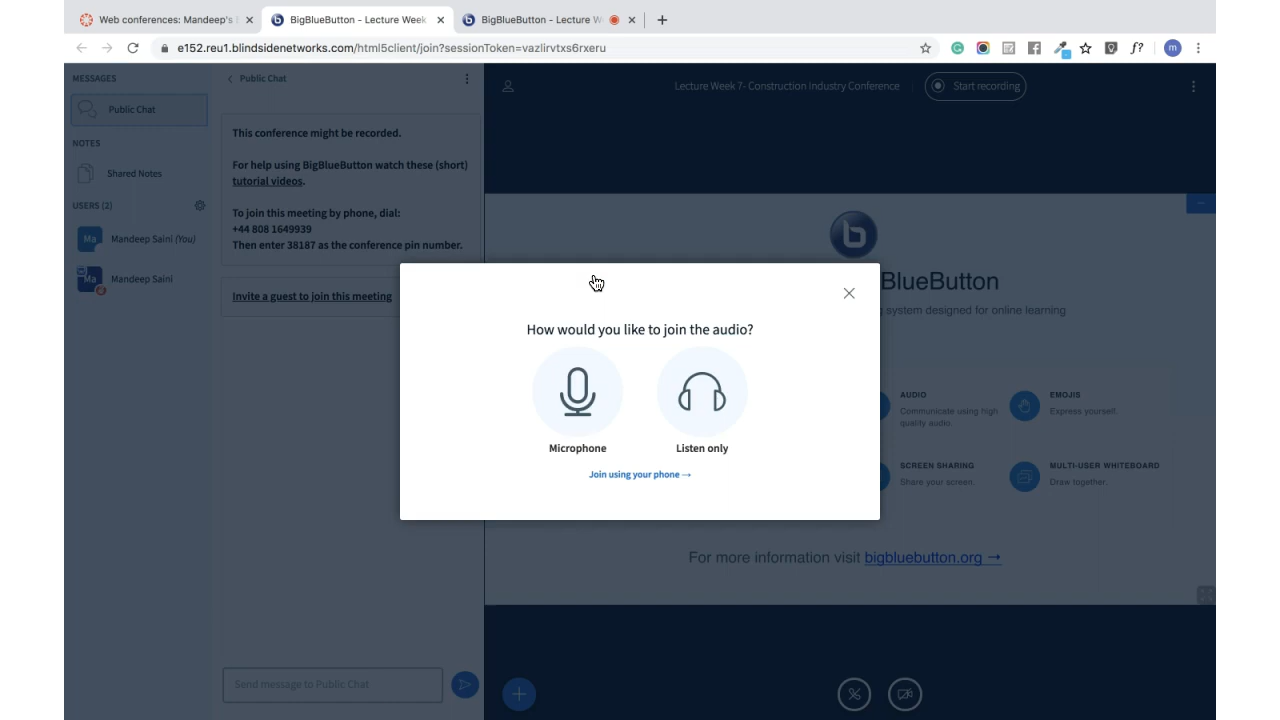 Web conferences: Mandeep's
BigBlueButton - Lecture Week
BigBlueButton - Lecture W
e152.reu1.blindsidenetworks.com/html5client/join?sessionToken=vazlirvtxs6rxeru
f?
m
MESSAGES
Public Chat
NOTES
Shared Notes
USERS (2)
Ma
Mandeep Saini (You)
Ma
Mandeep Saini
Public Chat
This conference might be recorded.
For help using BigBlueButton watch these (short)
tutorial videos.
To join this meeting by phone, dial:
+44 808 1649939
Then enter 38187 as the conference pin number.
Invite a guest to join this meeting
Send message to Public Chat
Lecture Week 7- Construction Industry Conference
Start recording
b
BlueButton
system designed for online learning
AUDIO
Communicate using high
quality audio.
EMOJIS
Express yourself.
SCREEN SHARING
Share your screen.
MULTI-USER WHITEBOARD
Draw together.
For more information visit bigbluebutton.org →
How would you like to join the audio?
Microphone
Listen only
Join using your phone →